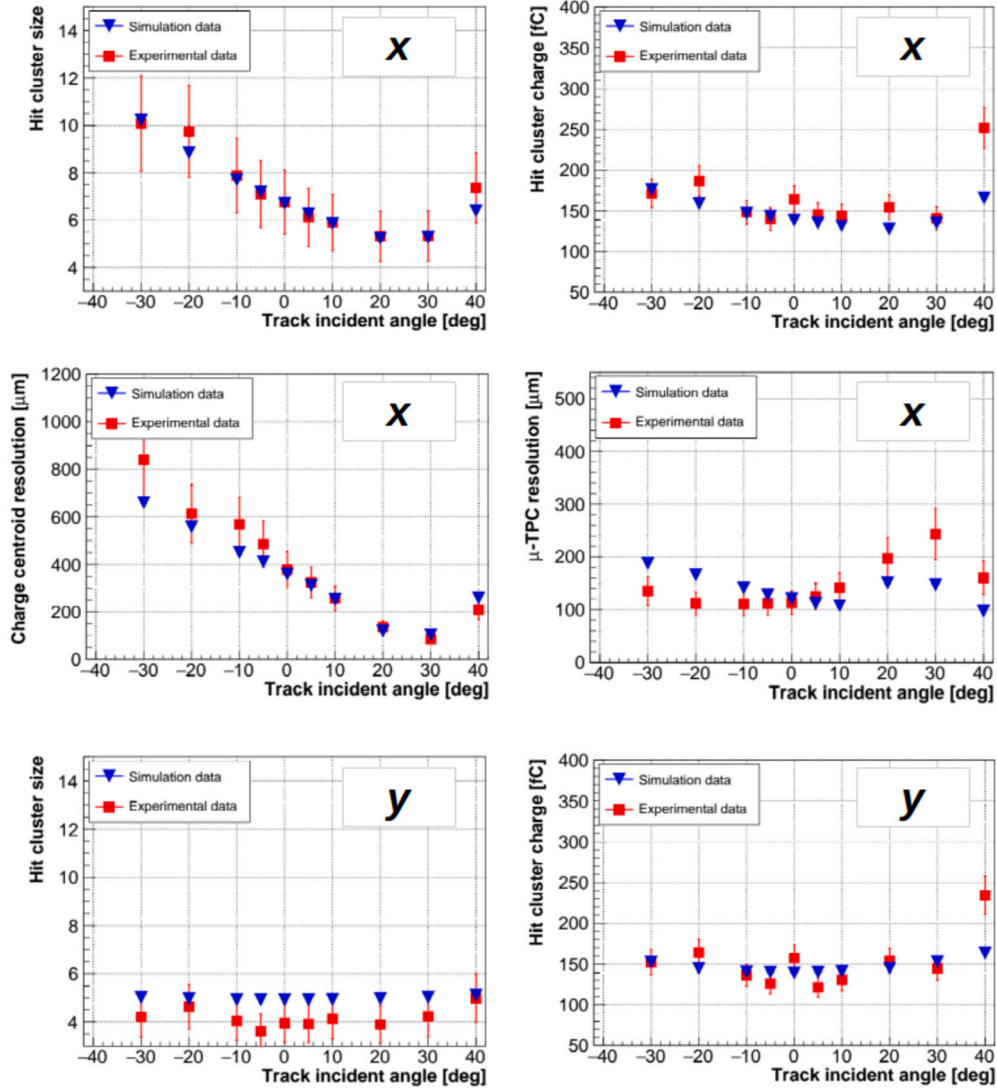 Hit cluster size
14
12
10
8
6
4
Simulation data
Experimental data
x
−40 −30 −20 −10 0 10 20 30 40
Track incident angle [deg]
Hit cluster charge [fC]
400
350
300
250
200
150
100
50
Simulation data
Experimental data
x
−40 −30 −20 −10 0 10 20 30 40
Track incident angle [deg]
Charge centroid resolution [μm]
1200
1000
800
600
400
200
0
Simulation data
Experimental data
x
−40 −30 −20 −10 0 10 20 30 40
Track incident angle [deg]
μ-TPC resolution [μm]
500
400
300
200
100
0
Simulation data
Experimental data
x
−40 −30 −20 −10 0 10 20 30 40
Track incident angle [deg]
Hit cluster size
14
12
10
8
6
4
Simulation data
Experimental data
y
−40 −30 −20 −10 0 10 20 30 40
Track incident angle [deg]
Hit cluster charge [fC]
400
350
300
250
200
150
100
50
Simulation data
Experimental data
y
−40 −30 −20 −10 0 10 20 30 40
Track incident angle [deg]